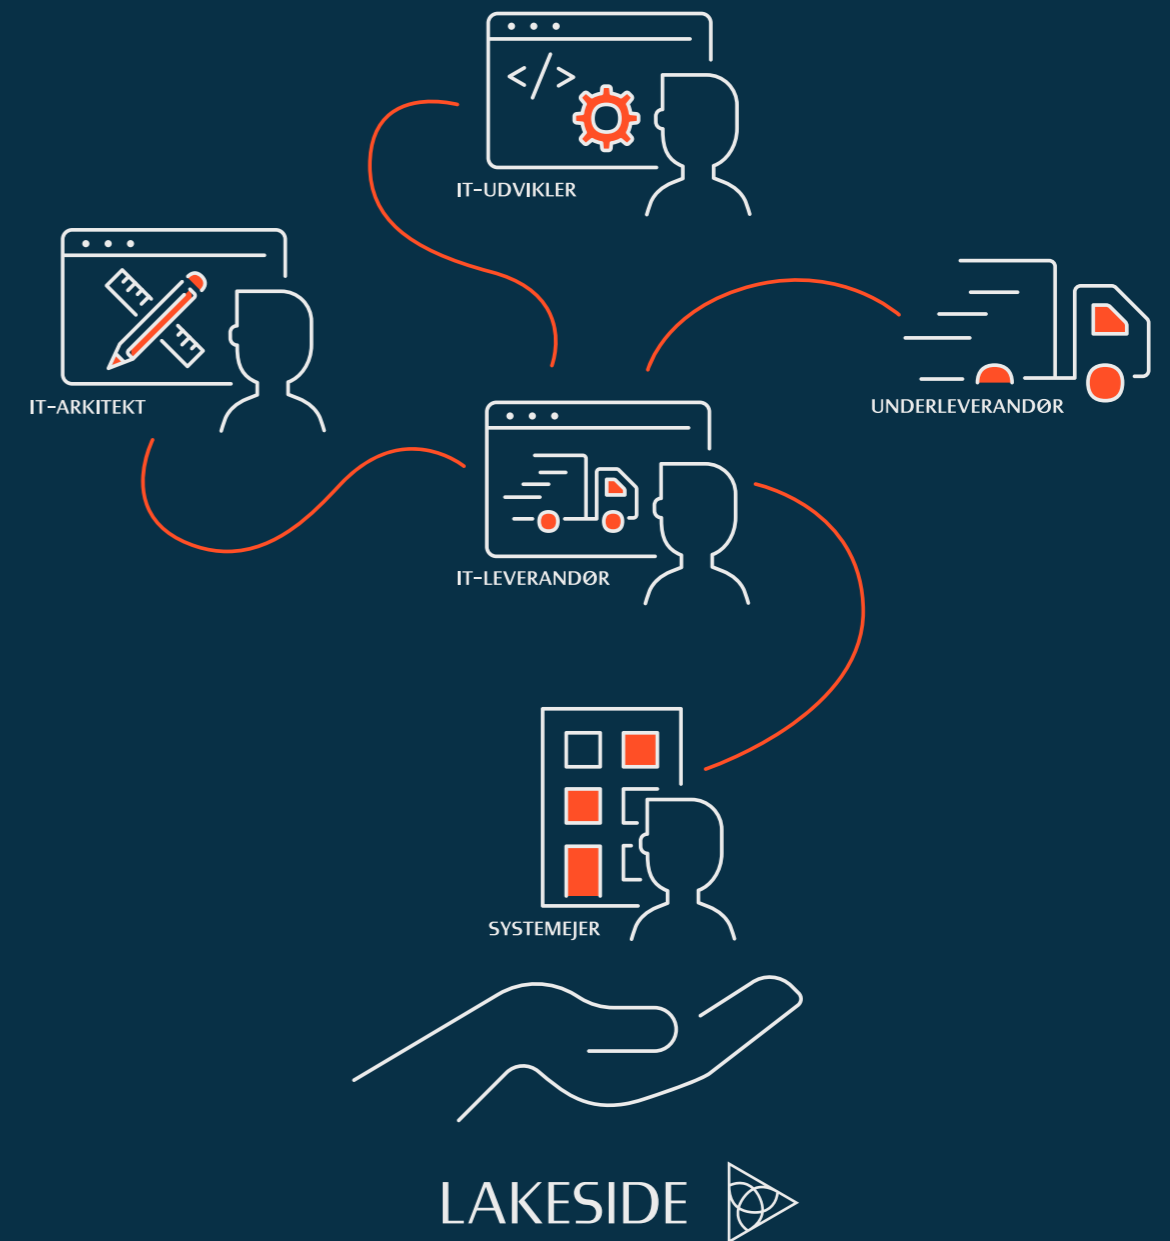 IT-UDVIKLER
IT-ARKITEKT
UNDERLEVERANDØR
IT-LEVERANDØR
SYSTEMEJER
LAKESIDE